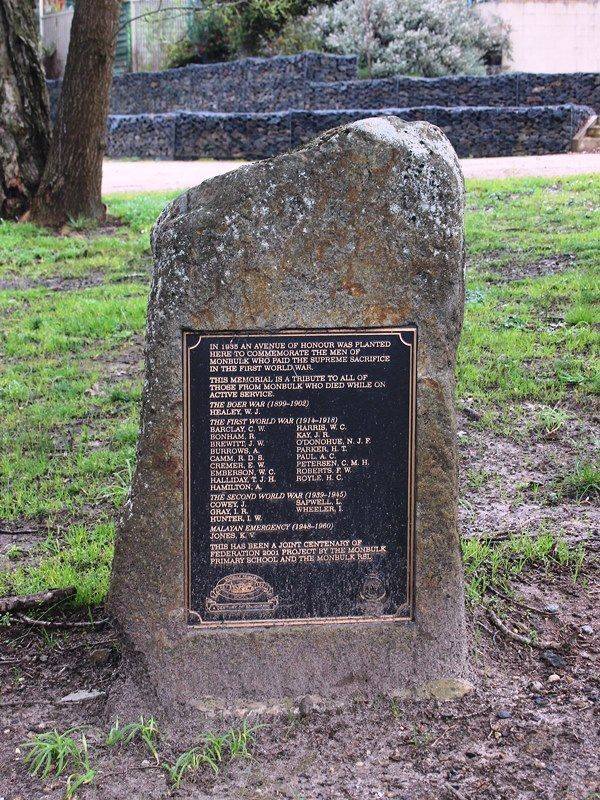 IN 1935 AN AVENUE OF HONOUR WAS PLANTED
HERE TO COMMEMORATE THE MEN OF
MONBULK WHO PAID THE SUPREME SACRIFICE
IN THE FIRST WORLD WAR.
THIS MEMORIAL IS A TRIBUTE TO ALL OF
THOSE FROM MONBULK WHO DIED WHILE ON
ACTIVE SERVICE.
THE BOER WAR (1899-1902)
HEALEY, W. J.
THE FIRST WORLD WAR (1914-1918)
BARCLAY, C. W.
BONHAM, R.
BREWITT, J. W.
BURROWS, A.
CAMM, R. D. S.
CREMER, E. W.
EMBERSON, W. C.
HALLIDAY, T. J. H.
HAMILTON, A.
HARRIS, W. C.
KAY, J. R.
O'DONOHUE, N. J. F.
PARKER, H. T.
PAUL, A. C.
PETERSEN, C. M. H.
ROBERTS, F. W.
ROYLE, H. C.
THE SECOND WORLD WAR (1939-1945)
COWEY, J.
GRAY, I. R.
HUNTER, I. W.
SAPWELL, L.
WHEELER, I.
MALAYAN EMERGENCY (1948-1960)
JONES, K. V.
THIS HAS BEEN A JOINT CENTENARY OF
FEDERATION 2001 PROJECT BY THE MONBULK
PRIMARY SCHOOL AND THE MONBULK RSL.